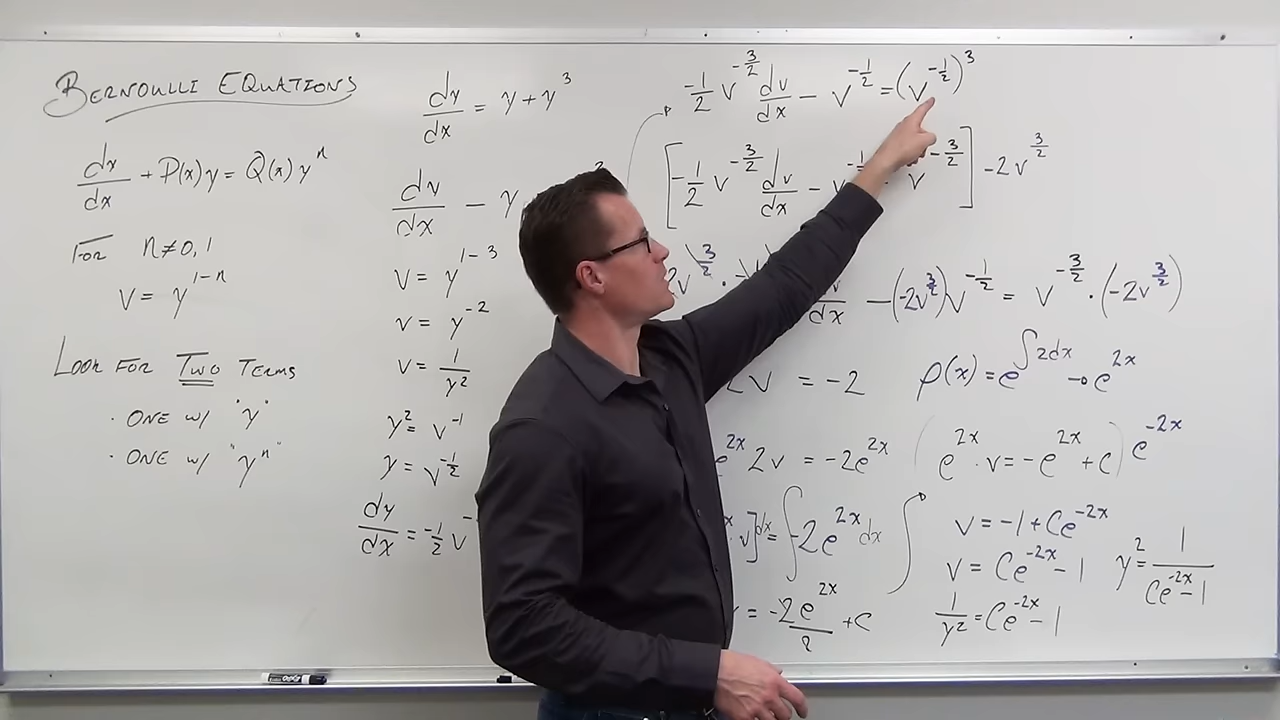 BERNOULLI EQUATIONS
dy/dx + P(x)y = Q(x)y^n
FOR n≠0,1
v = y^{1-n}
LOOK FOR TWO TERMS
· ONE W/ "y"
· ONE W/ "y^n"
dy/dx = y + y^3
dy/dx - y
v = y^{1-3}
v = y^{-2}
v = 1/y^2
y^2 = v^{-1}
y = v^{-1/2}
dy/dx = -1/2 v
-1/2 v^{-3/2} dv/dx - v^{-1/2} = (v^{-1/2})^3
[-1/2 v^{-3/2} dv/dx - v^{-1/2} = v^{-3/2}] -2v^{3/2}
2v^{3/2} · dv/dx - (-2v^{3/2})v^{-1/2} = v^{-3/2} · (-2v^{3/2})
2v = -2
ρ(x) = e^{∫2dx} → e^{2x}
e^{2x} 2v = -2e^{2x}
(e^{2x} · v = -e^{2x} + c) e^{-2x}
· v] dx = ∫-2e^{2x} dx
v = -1 + Ce^{-2x}
v = Ce^{-2x} - 1
y^2 = 1/(Ce^{-2x} - 1)
= -2e^{2x}/2 + c
1/y^2 = Ce^{-2x} - 1
EXPO